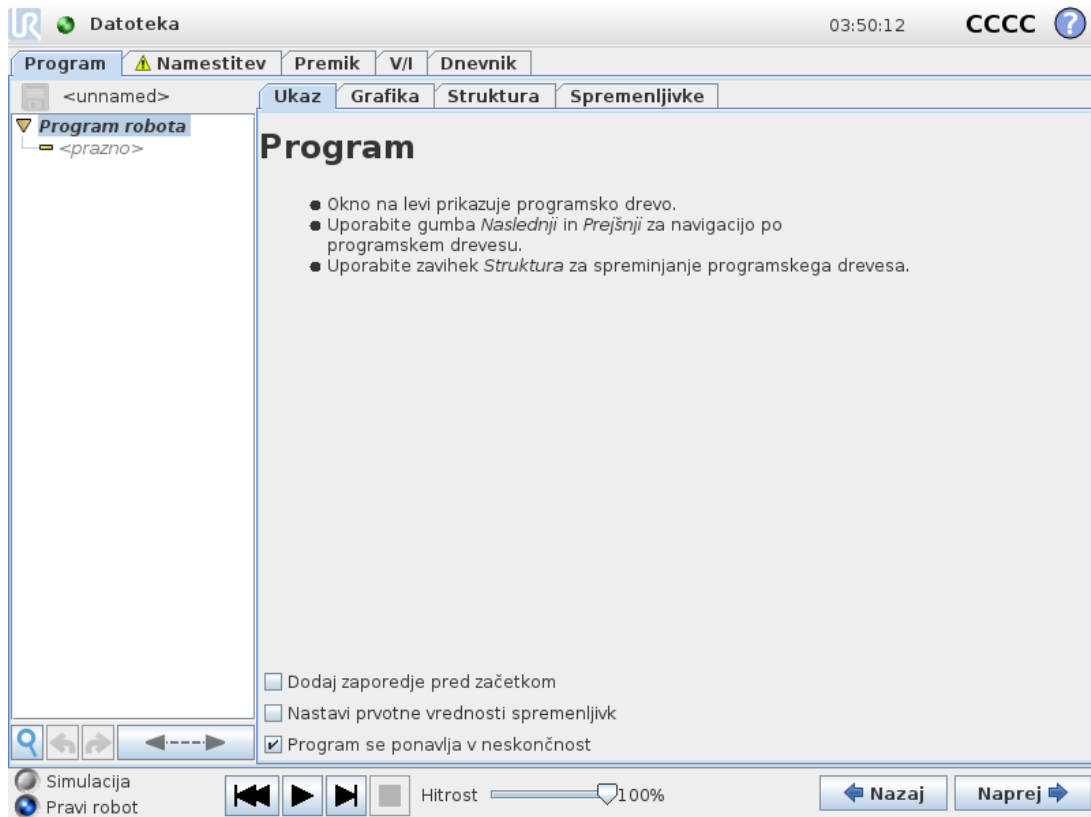 UR Datoteka 03:50:12 CCCC ?
Program Namestitev Premik V/I Dnevnik
<unnamed>
Ukaz Grafika Struktura Spremenljivke
Program robota
<prazno>
Program
Okno na levi prikazuje programsko drevo.
Uporabite gumba Naslednji in Prejšnji za navigacijo po
programskem drevesu.
Uporabite zavihek Struktura za spreminjanje programskega drevesa.
Dodaj zaporedje pred začetkom
Nastavi prvotne vrednosti spremenljivk
Program se ponavlja v neskončnost
Simulacija
Pravi robot
Hitrost 100%
Nazaj Naprej